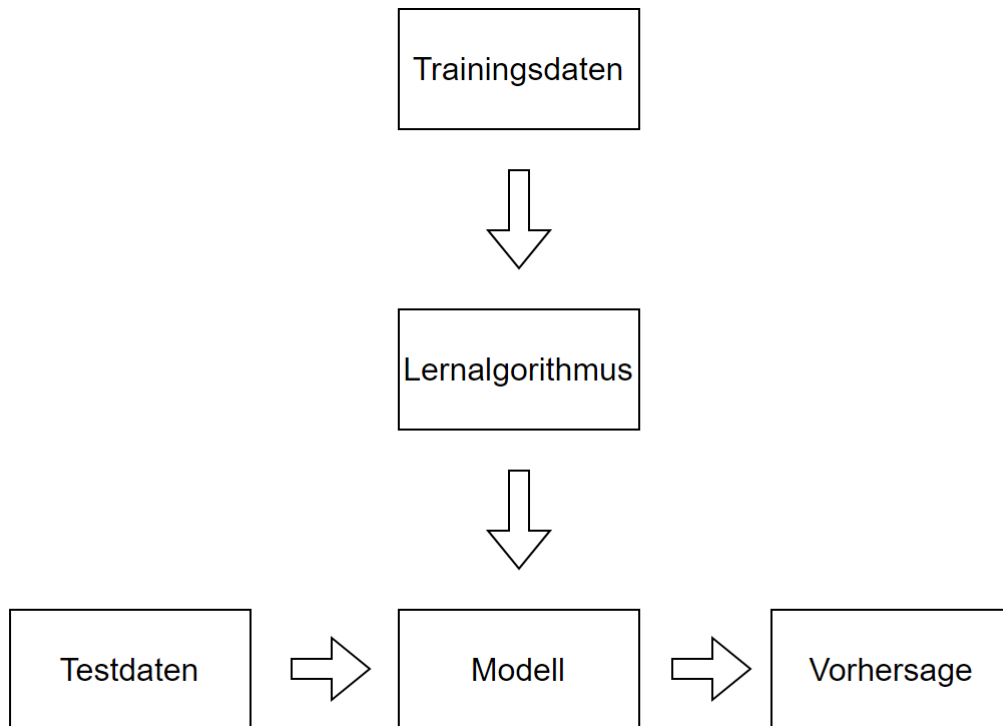 Trainingsdaten
Lernalgorithmus
Testdaten
Modell
Vorhersage